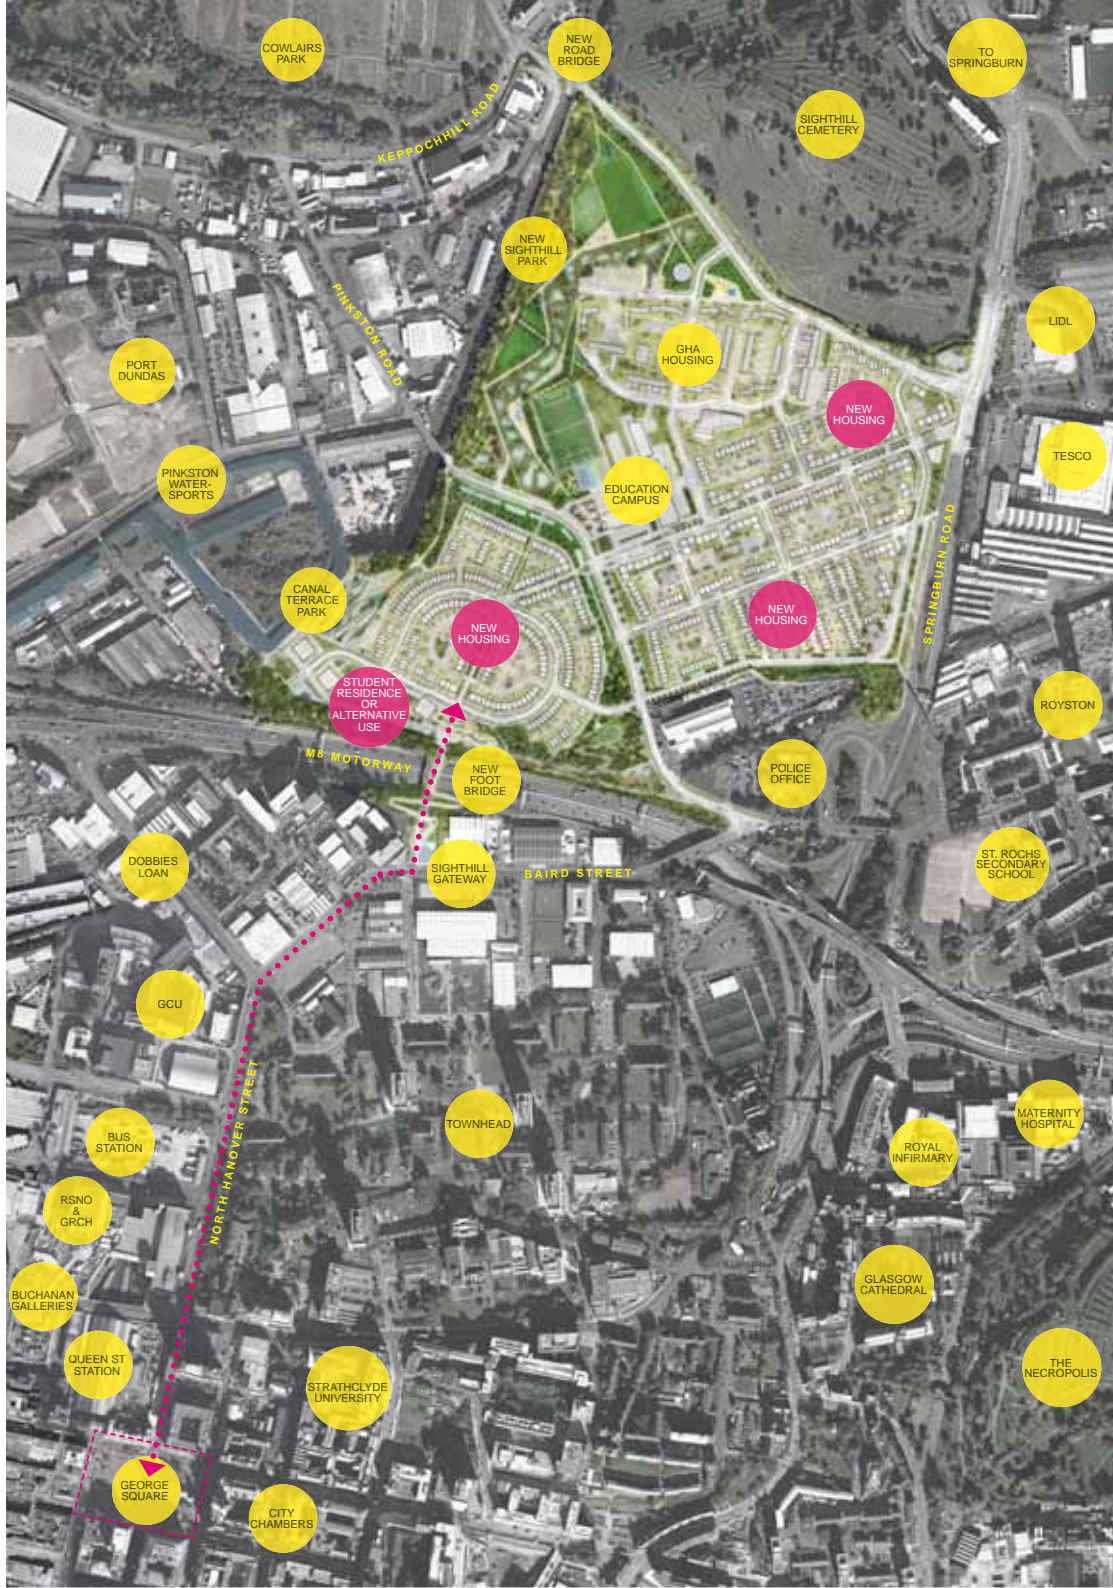 COWLAIRS
PARK
NEW
ROAD
BRIDGE
TO
SPRINGBURN
SIGHTHILL
CEMETERY
KEPPOCHHILL ROAD
NEW
SIGHTHILL
PARK
PINKSTON ROAD
LIDL
GHA
HOUSING
PORT
DUNDAS
NEW
HOUSING
TESCO
PINKSTON
WATER-
SPORTS
EDUCATION
CAMPUS
SPRINGBURN ROAD
CANAL
TERRACE
PARK
NEW
HOUSING
NEW
HOUSING
STUDENT
RESIDENCE
OR
ALTERNATIVE
USE
ROYSTON
M8 MOTORWAY
NEW
FOOT
BRIDGE
POLICE
OFFICE
DOBBIES
LOAN
SIGHTHILL
GATEWAY
BAIRD STREET
ST. ROCHS
SECONDARY
SCHOOL
GCU
NORTH HANOVER STREET
BUS
STATION
TOWNHEAD
MATERNITY
HOSPITAL
ROYAL
INFIRMARY
RSNO
&
GRCH
BUCHANAN
GALLERIES
GLASGOW
CATHEDRAL
QUEEN ST
STATION
STRATHCLYDE
UNIVERSITY
THE
NECROPOLIS
GEORGE
SQUARE
CITY
CHAMBERS